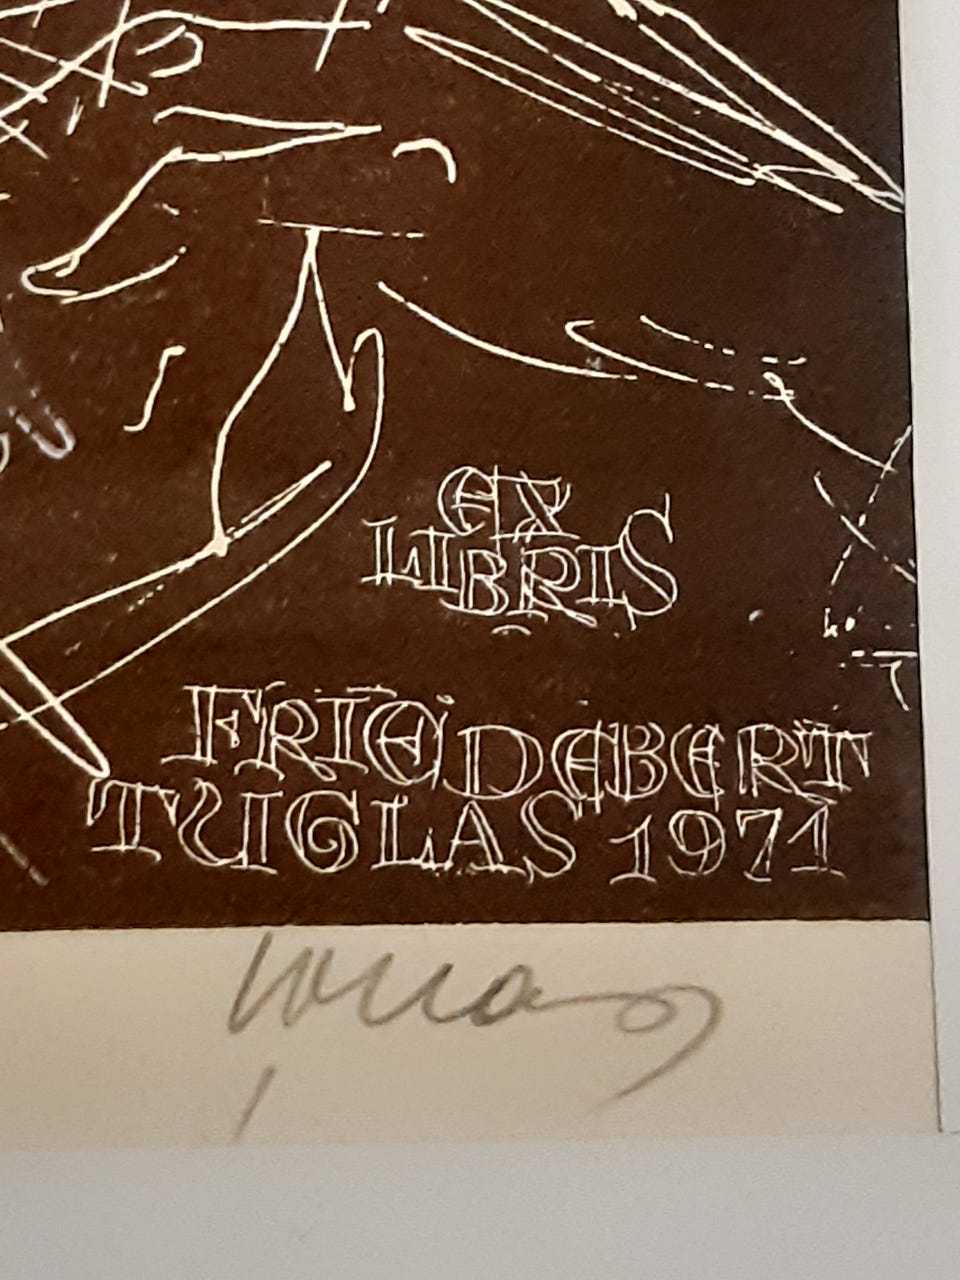 EX
LIBRIS
FRIEDEBERT
TUGLAS 1971